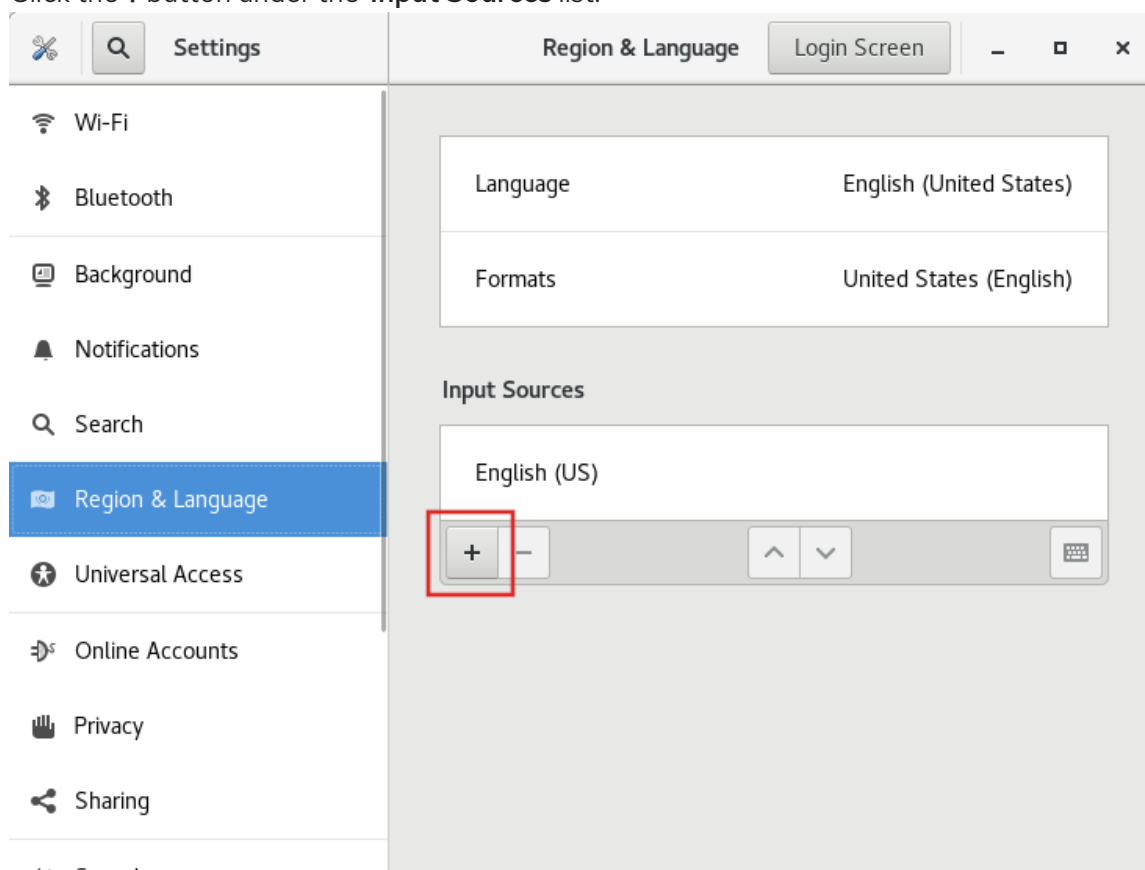 Settings
Region & Language
Login Screen
Wi-Fi
Bluetooth
Background
Notifications
Search
Region & Language
Universal Access
Online Accounts
Privacy
Sharing
Language English (United States)
Formats United States (English)
Input Sources
English (US)